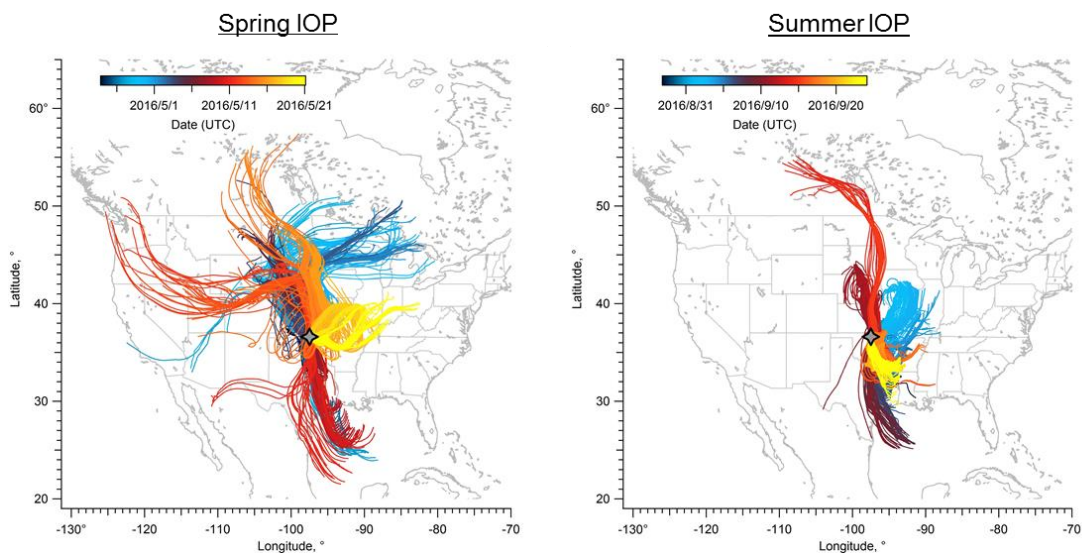 Spring IOP
Summer IOP
2016/5/1 2016/5/11 2016/5/21
Date (UTC)
2016/8/31 2016/9/10 2016/9/20
Date (UTC)
60°
50
40
30
20
Latitude, °
-130° -120 -110 -100 -90 -80 -70
Longitude, °
60°
50
40
30
20
Latitude, °
-130° -120 -110 -100 -90 -80 -70
Longitude, °